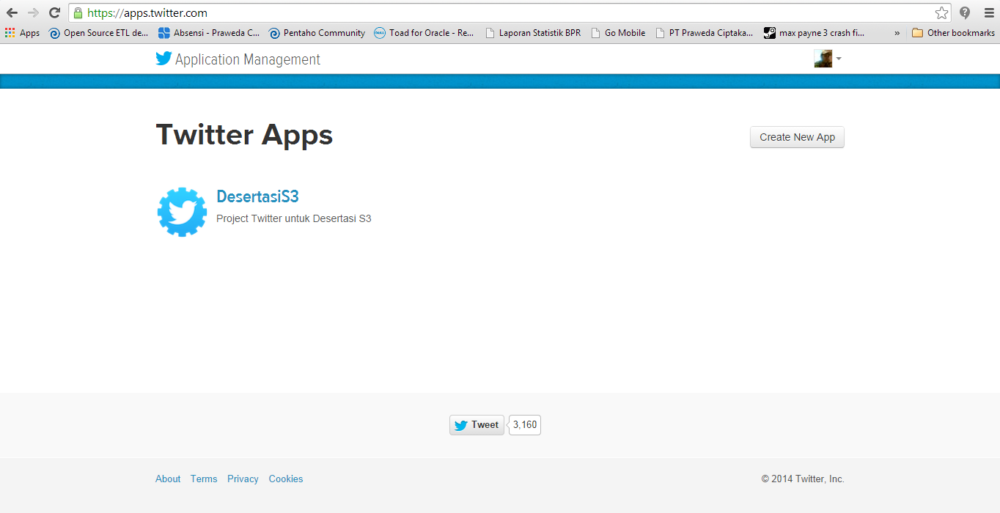 https://apps.twitter.com
Apps Open Source ETL de... Absensi - Praweda C... Pentaho Community Toad for Oracle - Re... Laporan Statistik BPR Go Mobile PT Praweda Ciptaka... max payne 3 crash fi... » Other bookmarks
Application Management
Twitter Apps
Create New App
DesertasiS3
Project Twitter untuk Desertasi S3
Tweet 3,160
About Terms Privacy Cookies © 2014 Twitter, Inc.